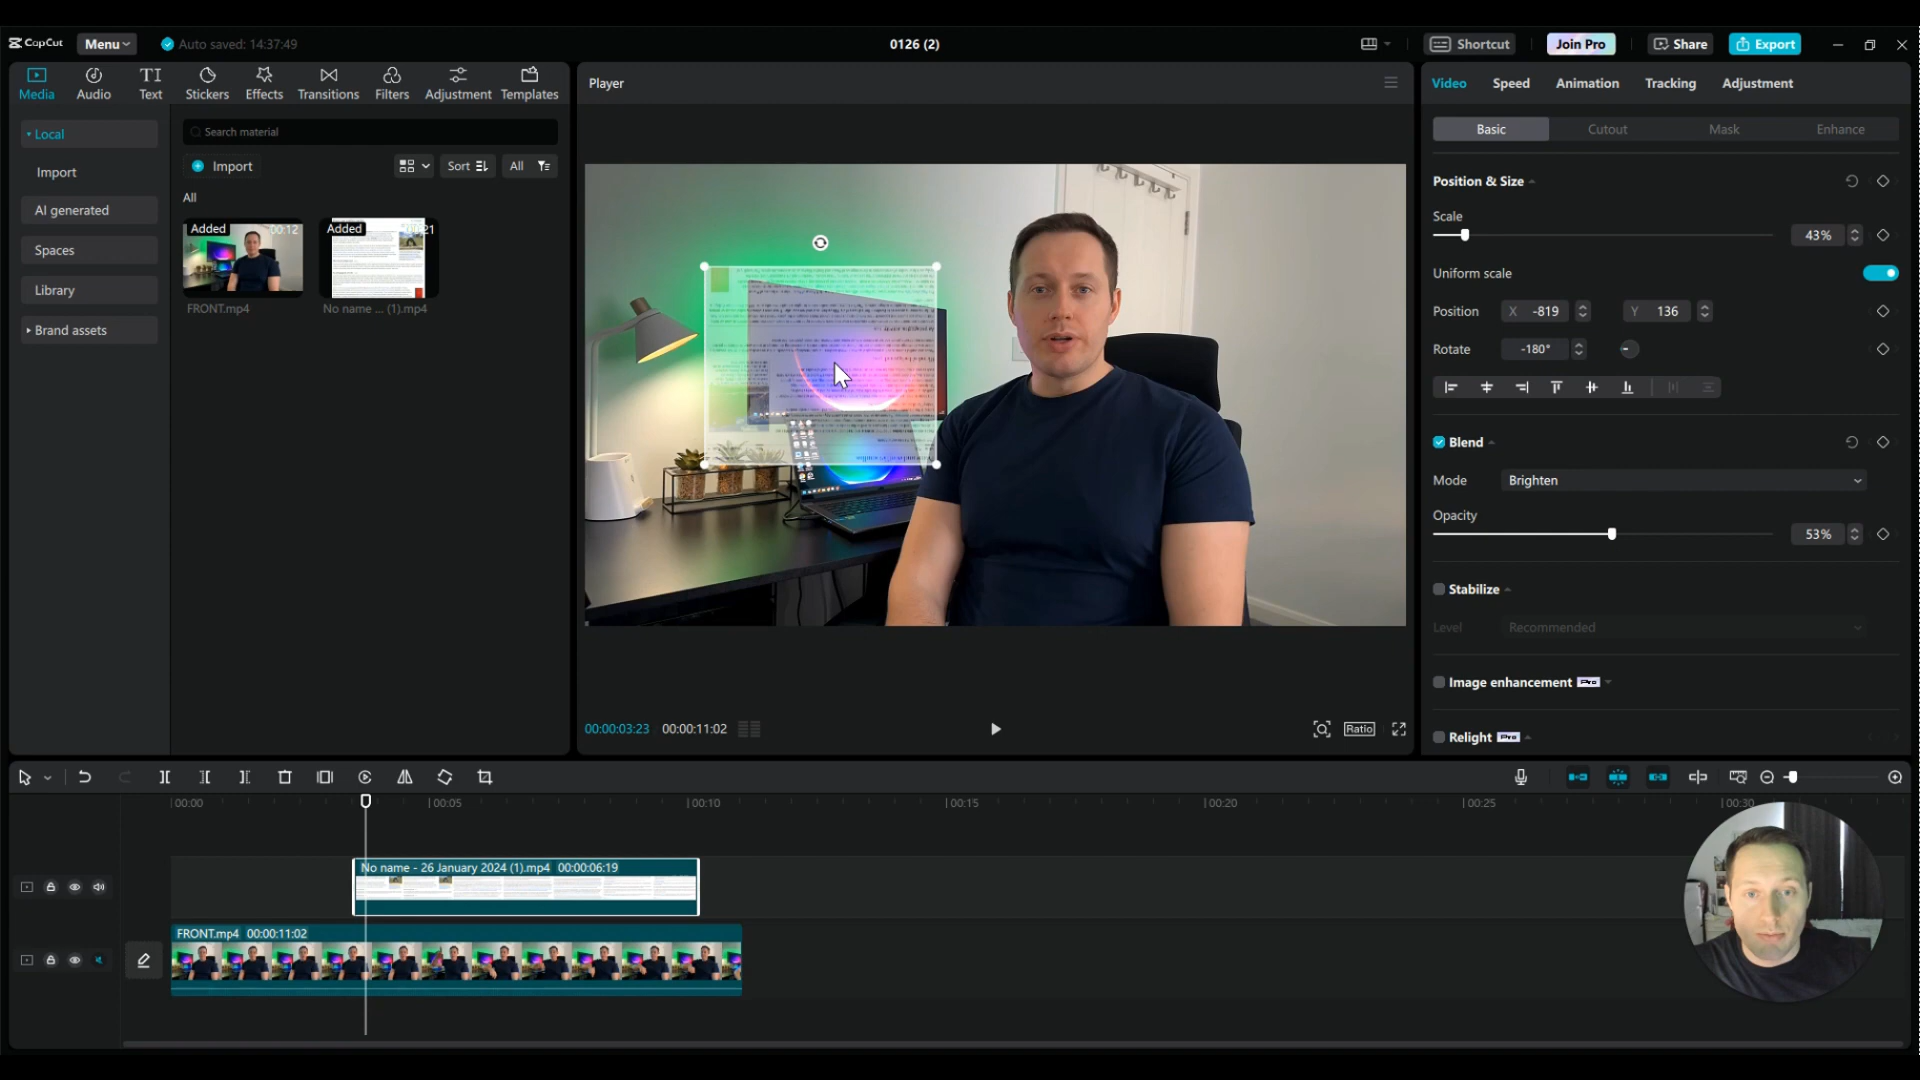 CapCut Menu Auto saved: 14:37:49 0126 (2) Shortcut Join Pro Share Export
Media Audio Text Stickers Effects Transitions Filters Adjustment Templates
Local
Import
AI generated
Spaces
Library
Brand assets
Search material
Import Sort All
All
Added 00:12
FRONT.mp4
Added
No name ... (1).mp4
Player
00:00:03:23 00:00:11:02 Ratio
Video Speed Animation Tracking Adjustment
Basic Cutout Mask Enhance
Position & Size
Scale
43%
Uniform scale
Position X -819 Y 136
Rotate -180°
Blend
Mode Brighten
Opacity
53%
Stabilize
Level Recommended
Image enhancement Pro
Relight Pro
00:00 00:05 00:10 00:15 00:20 00:25 00:30
No name - 26 January 2024 (1).mp4 00:00:06:19
FRONT.mp4 00:00:11:02